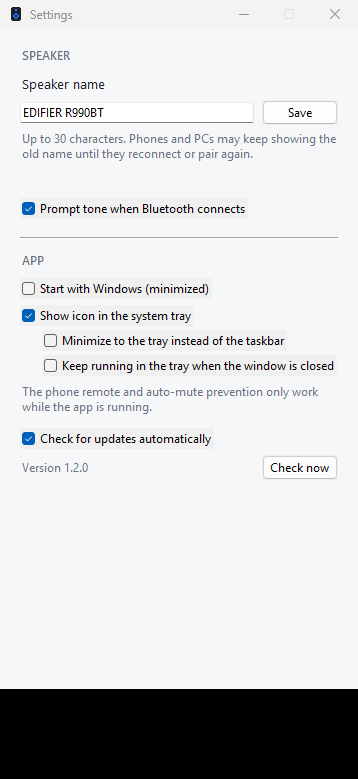 Settings
SPEAKER
Speaker name
EDIFIER R990BT
Save
Up to 30 characters. Phones and PCs may keep showing the
old name until they reconnect or pair again.
Prompt tone when Bluetooth connects
APP
Start with Windows (minimized)
Show icon in the system tray
Minimize to the tray instead of the taskbar
Keep running in the tray when the window is closed
The phone remote and auto-mute prevention only work
while the app is running.
Check for updates automatically
Version 1.2.0
Check now